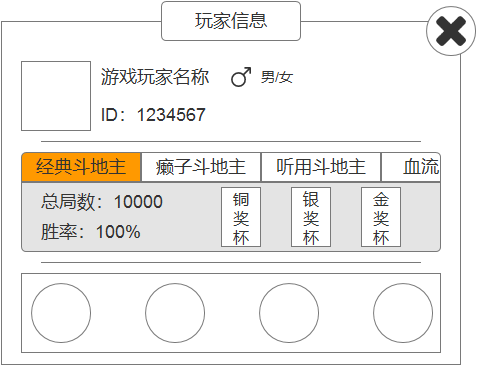 玩家信息
游戏玩家名称 男/女
ID：1234567
经典斗地主 癞子斗地主 听用斗地主 血流
总局数：10000
胜率：100%
铜奖杯
银奖杯
金奖杯